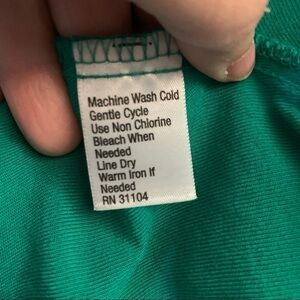 Machine Wash Cold
Gentle Cycle
Use Non Chlorine
Bleach When
Needed
Line Dry
Warm Iron If
Needed
RN 31104